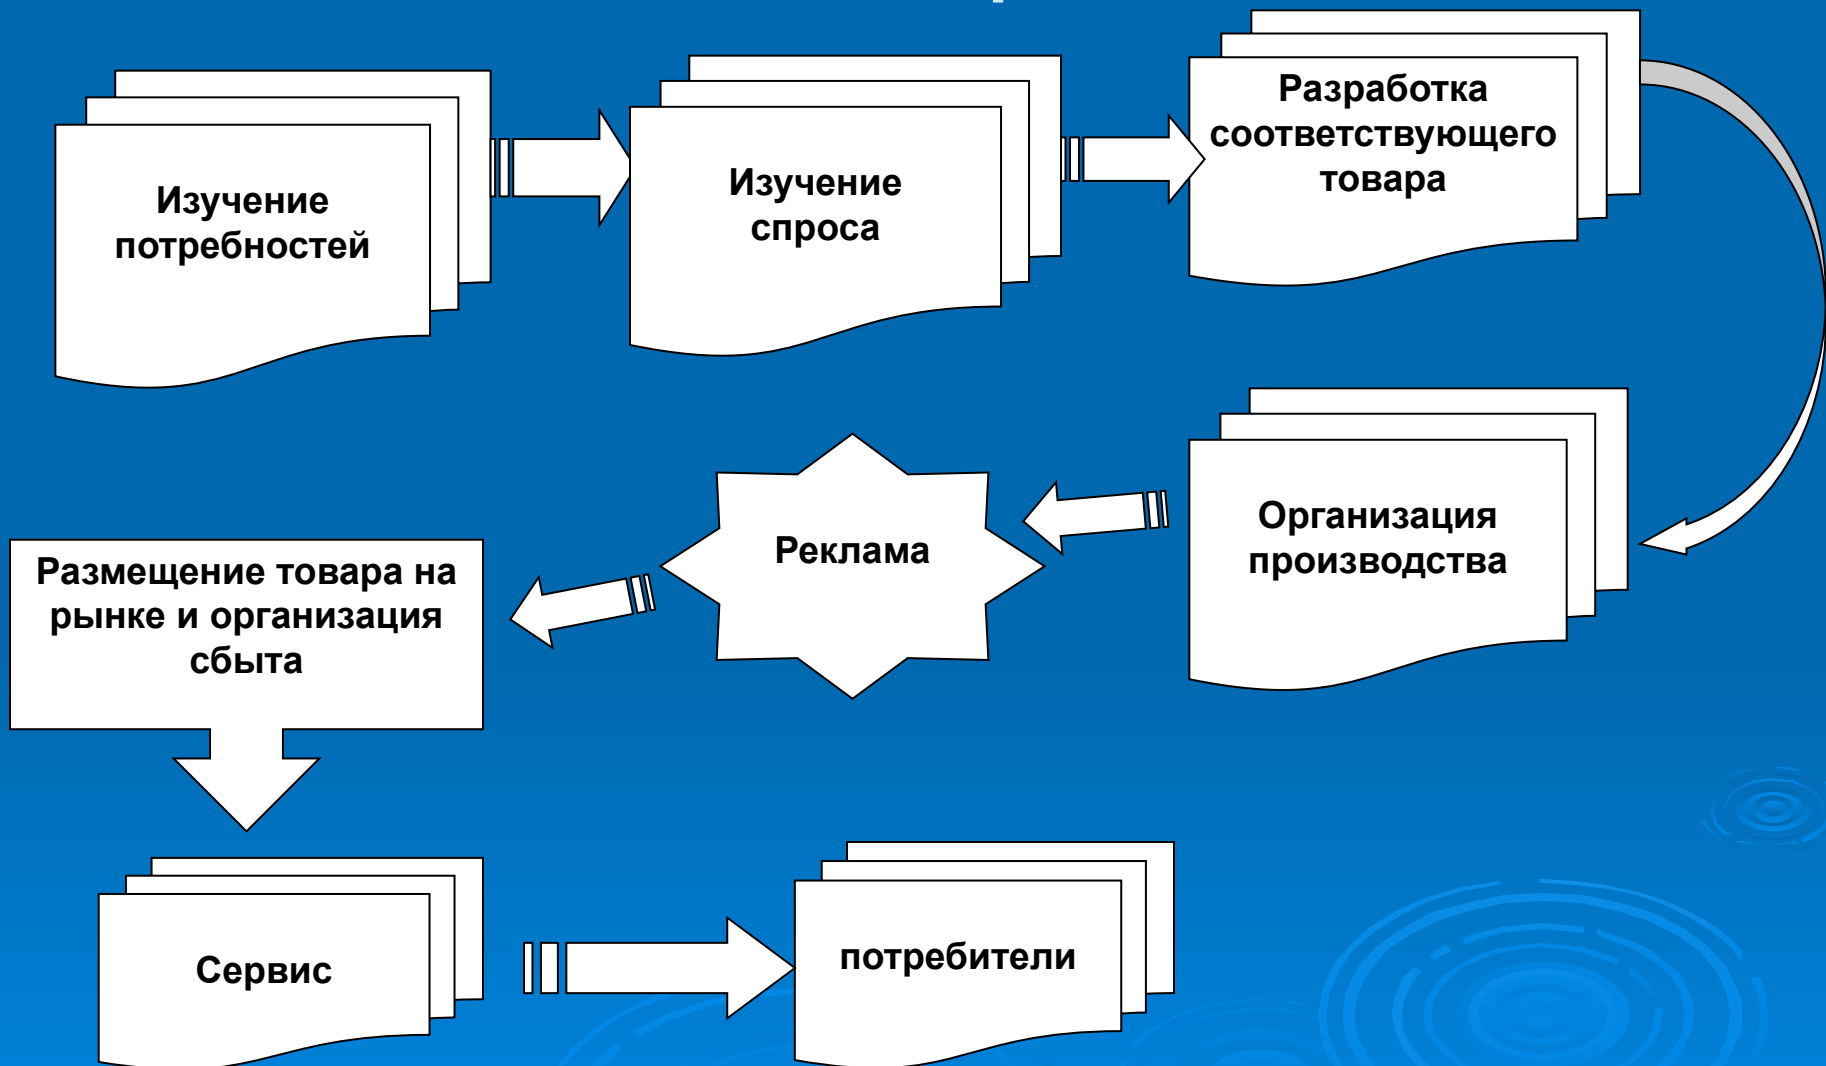 Изучение
потребностей
Изучение
спроса
Разработка
соответствующего
товара
Организация
производства
Реклама
Размещение товара на
рынке и организация
сбыта
Сервис
потребители